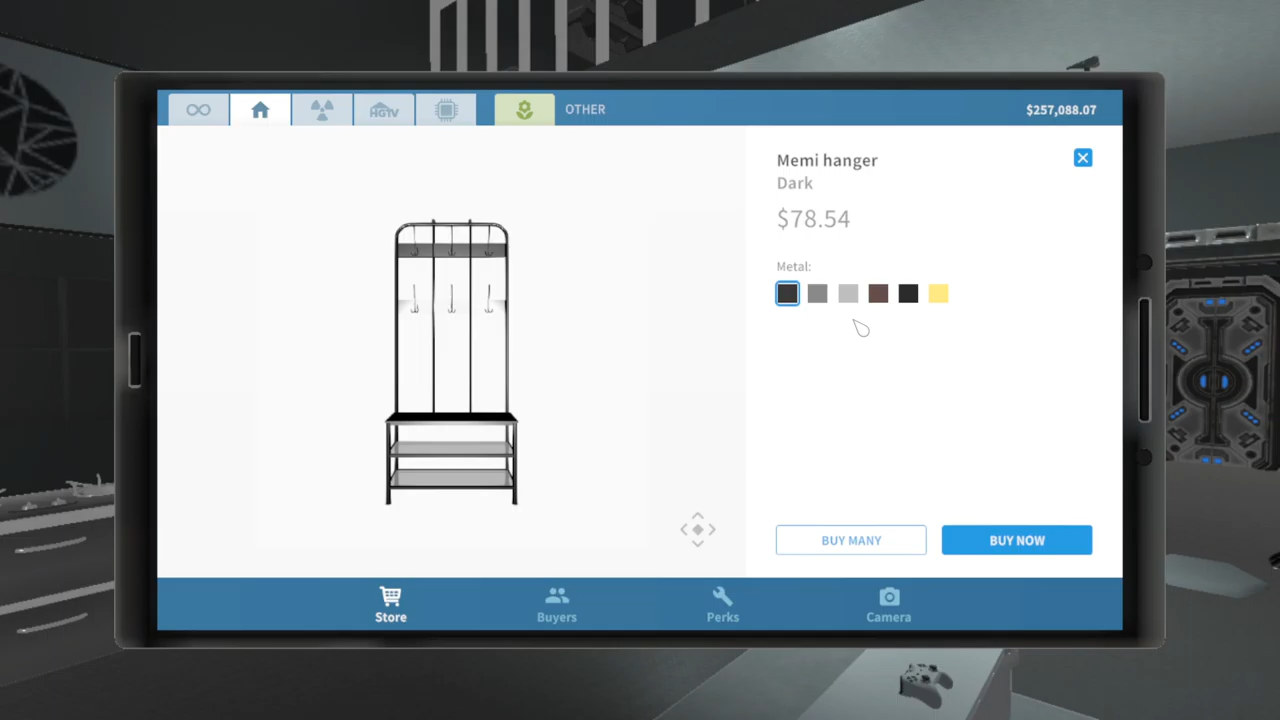 HGTV
OTHER
$257,088.07
Memi hanger
Dark
$78.54
Metal:
BUY MANY
BUY NOW
Store
Buyers
Perks
Camera